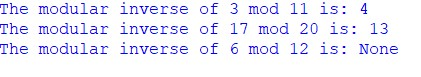 The modular inverse of 3 mod 11 is: 4
The modular inverse of 17 mod 20 is: 13
The modular inverse of 6 mod 12 is: None